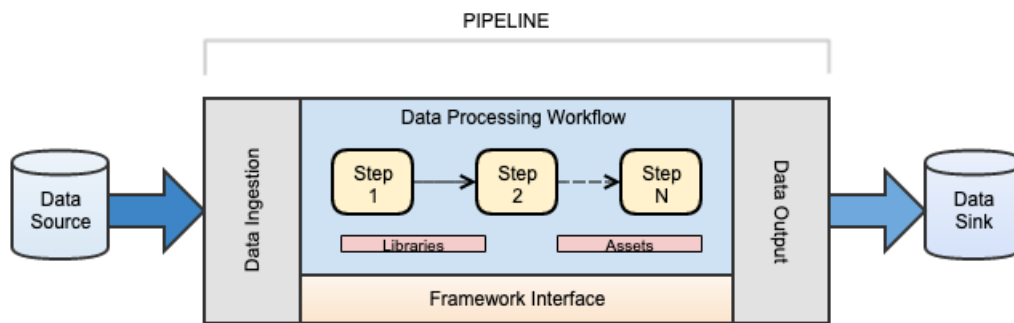 PIPELINE
Data Processing Workflow
Data
Source
Data Ingestion
Step
1
Step
2
Step
N
Libraries
Assets
Framework Interface
Data Output
Data
Sink